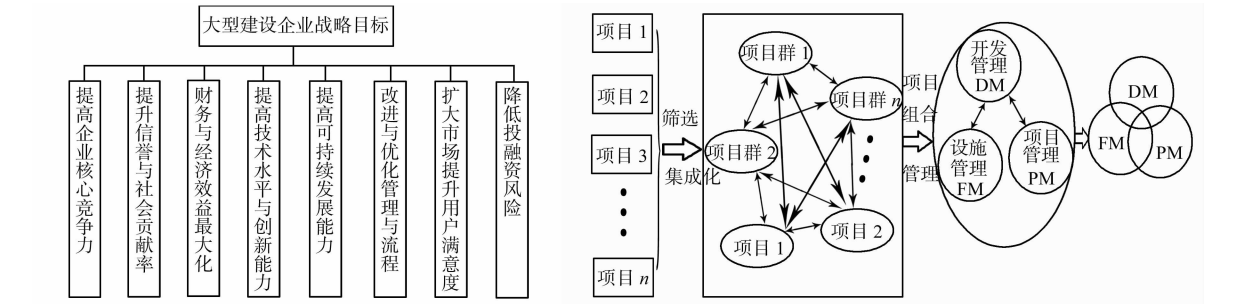 大型建设企业战略目标
提高企业核心竞争力
提升信誉与社会贡献率
财务与经济效益最大化
提高技术水平与创新能力
提高可持续发展能力
改进与优化管理与流程
扩大市场提升用户满意度
降低投融资风险
项目 1
项目 2
项目 3
项目 n
筛选
集成化
项目群 1
项目群 n
项目群 2
项目 1
项目 2
项目
组合
管理
开发
管理
DM
设施
管理
FM
项目
管理
PM
DM
FM
PM